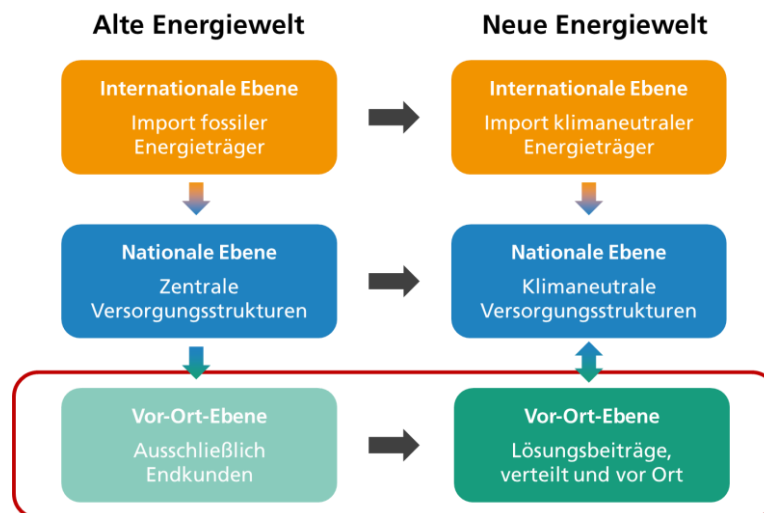 Alte Energiewelt
Neue Energiewelt
Internationale Ebene
Import fossiler
Energieträger
Internationale Ebene
Import klimaneutraler
Energieträger
Nationale Ebene
Zentrale
Versorgungsstrukturen
Nationale Ebene
Klimaneutrale
Versorgungsstrukturen
Vor-Ort-Ebene
Ausschließlich
Endkunden
Vor-Ort-Ebene
Lösungsbeiträge,
verteilt und vor Ort